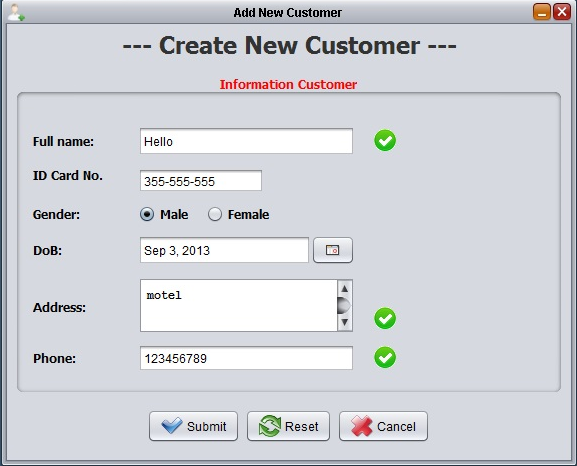 Add New Customer
--- Create New Customer ---
Information Customer
Full name: Hello
ID Card No. 355-555-555
Gender: Male Female
DoB: Sep 3, 2013
Address: motel
Phone: 123456789
Submit Reset Cancel